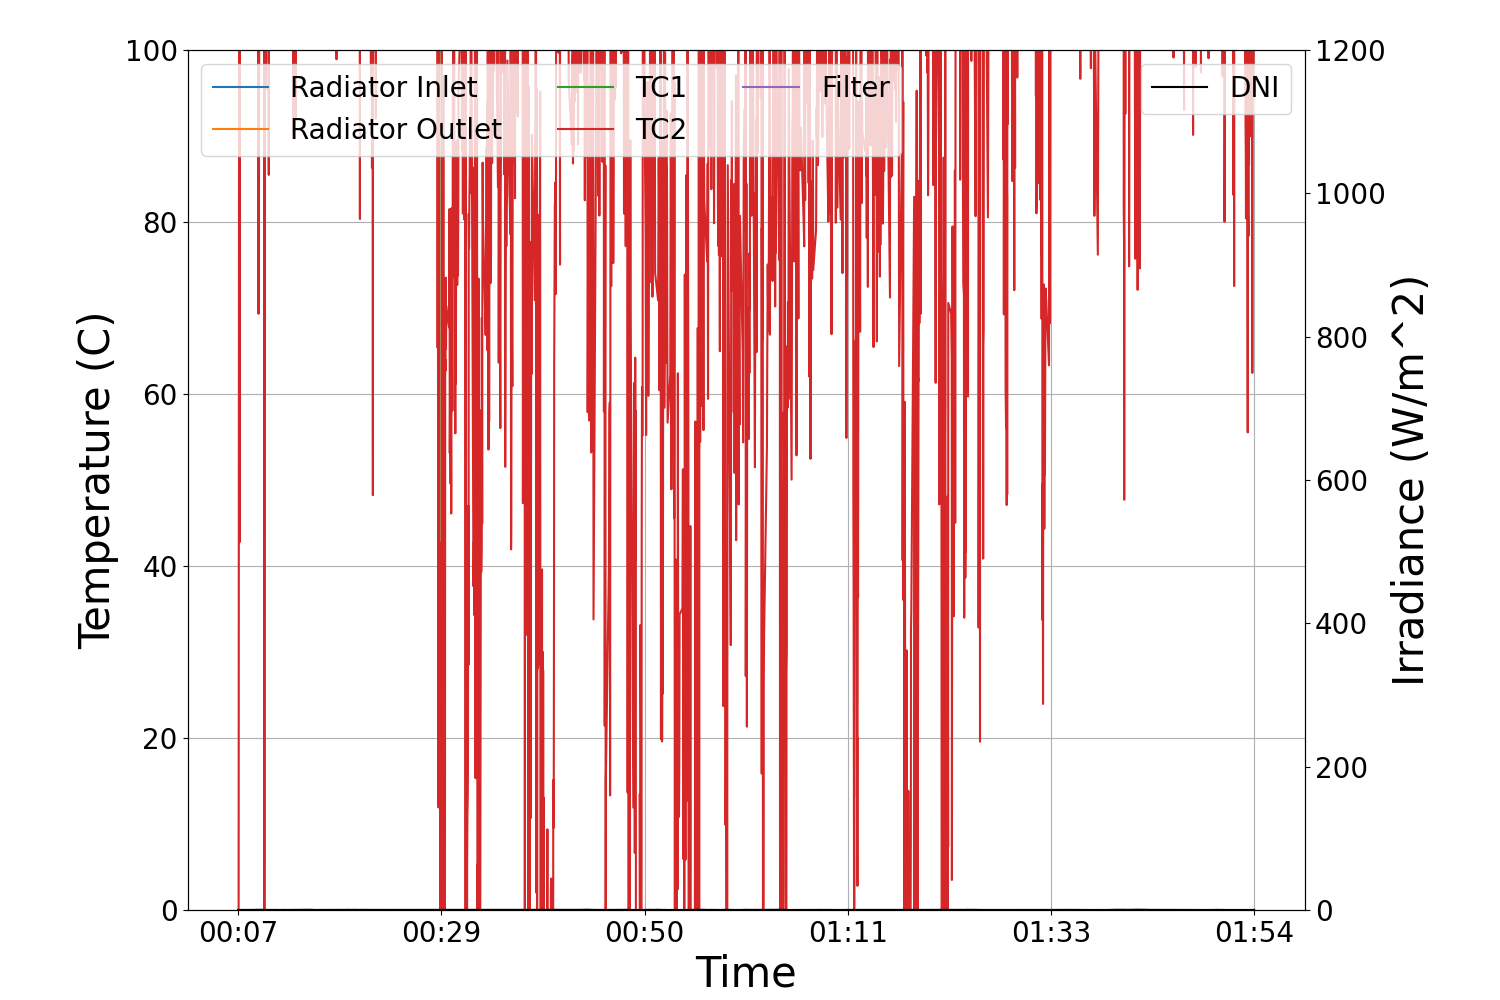 100
80
60
40
20
0
Temperature (C)
Radiator Inlet
Radiator Outlet
TC1
TC2
Filter
DNI
1200
1000
800
600
400
200
0
Irradiance (W/m^2)
00:07
00:29
00:50
01:11
01:33
01:54
Time